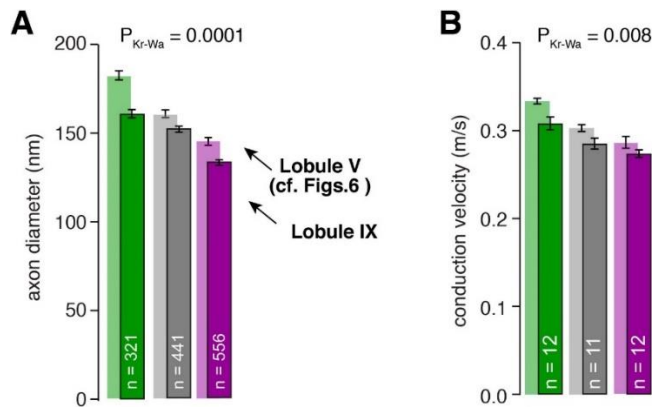 A
P Kr-Wa = 0.0001
200
150
100
50
0
axon diameter (nm)
n = 321
n = 441
n = 556
Lobule V
(cf. Figs.6 )
Lobule IX
B
P Kr-Wa = 0.008
0.4
0.3
0.2
0.1
0.0
conduction velocity (m/s)
n = 12
n = 11
n = 12